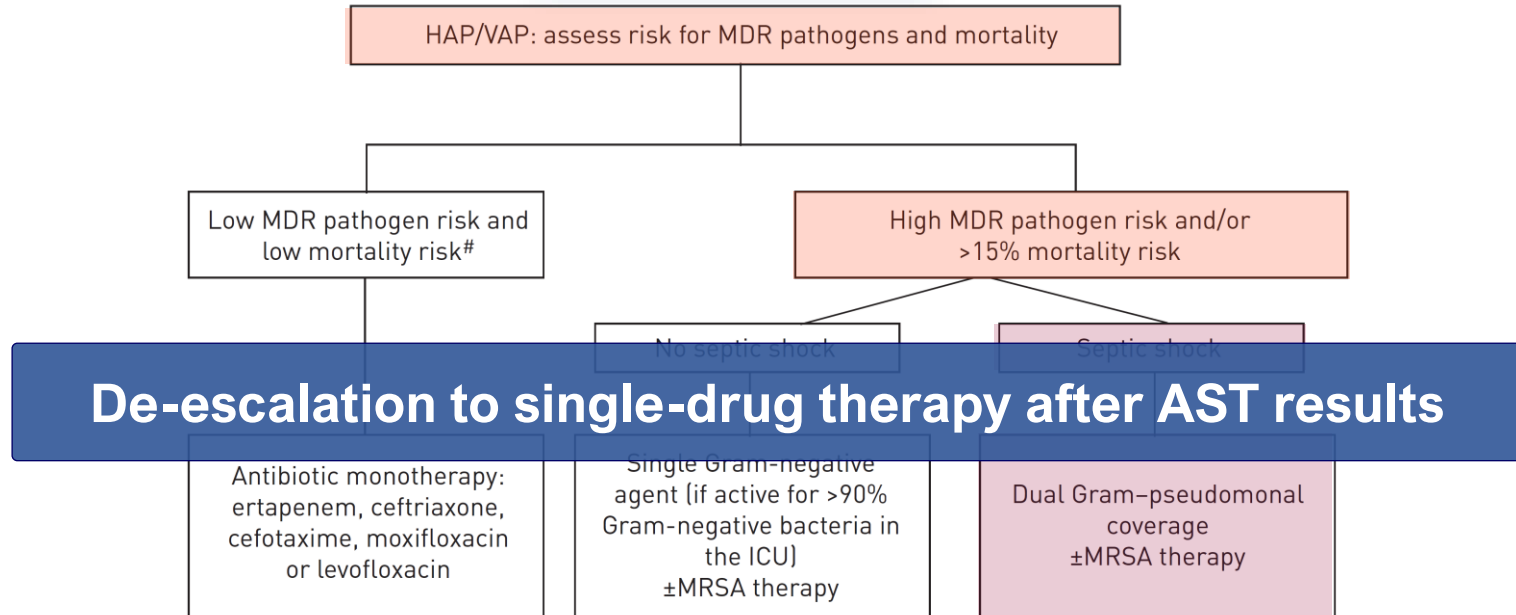 HAP/VAP: assess risk for MDR pathogens and mortality
Low MDR pathogen risk and
low mortality risk#
High MDR pathogen risk and/or
>15% mortality risk
No septic shock
Septic shock
De-escalation to single-drug therapy after AST results
Antibiotic monotherapy:
ertapenem, ceftriaxone,
cefotaxime, moxifloxacin
or levofloxacin
Single Gram-negative
agent (if active for >90%
Gram-negative bacteria in
the ICU)
±MRSA therapy
Dual Gram–pseudomonal
coverage
±MRSA therapy